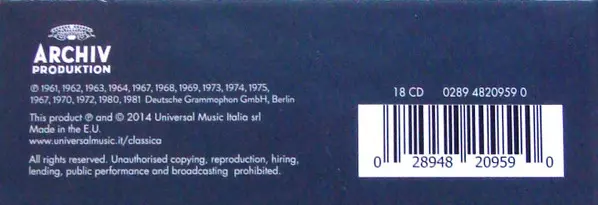 ARCHIV
PRODUKTION
℗ 1961, 1962, 1963, 1964, 1967, 1968, 1969, 1973, 1974, 1975,
1967, 1970, 1972, 1980, 1981 Deutsche Grammophon GmbH, Berlin
This product ℗ and © 2014 Universal Music Italia srl
Made in the E.U.
www.universalmusic.it/classica
All rights reserved. Unauthorised copying, reproduction, hiring,
lending, public performance and broadcasting prohibited.
18 CD 0289 4820959 0
0 28948 20959 0